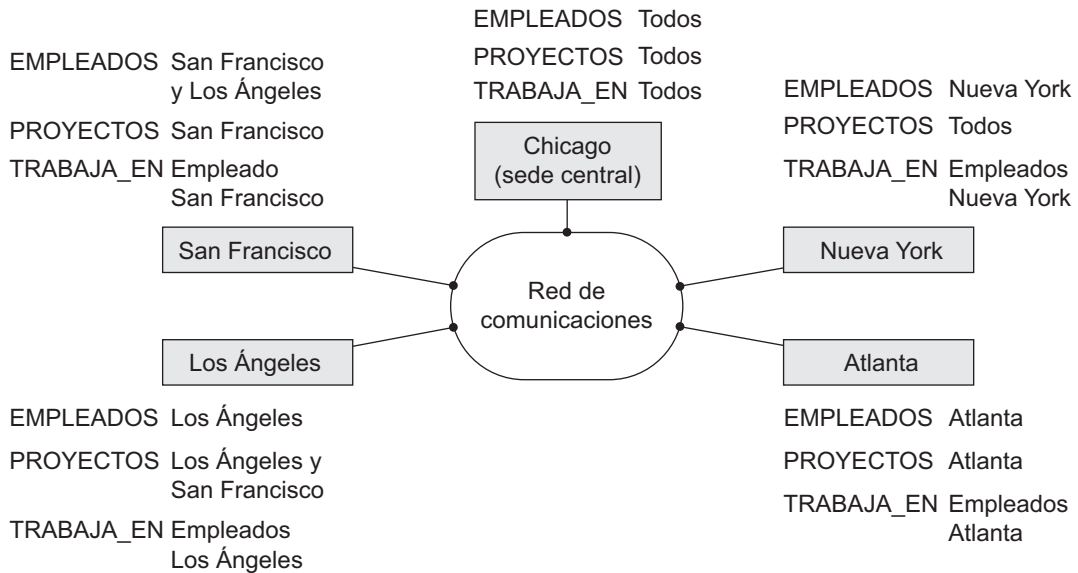 EMPLEADOS Todos
PROYECTOS Todos
TRABAJA_EN Todos
Chicago
(sede central)
EMPLEADOS San Francisco
y Los Ángeles
PROYECTOS San Francisco
TRABAJA_EN Empleado
San Francisco
San Francisco
EMPLEADOS Nueva York
PROYECTOS Todos
TRABAJA_EN Empleados
Nueva York
Nueva York
Red de
comunicaciones
Los Ángeles
EMPLEADOS Los Ángeles
PROYECTOS Los Ángeles y
San Francisco
TRABAJA_EN Empleados
Los Ángeles
Atlanta
EMPLEADOS Atlanta
PROYECTOS Atlanta
TRABAJA_EN Empleados
Atlanta